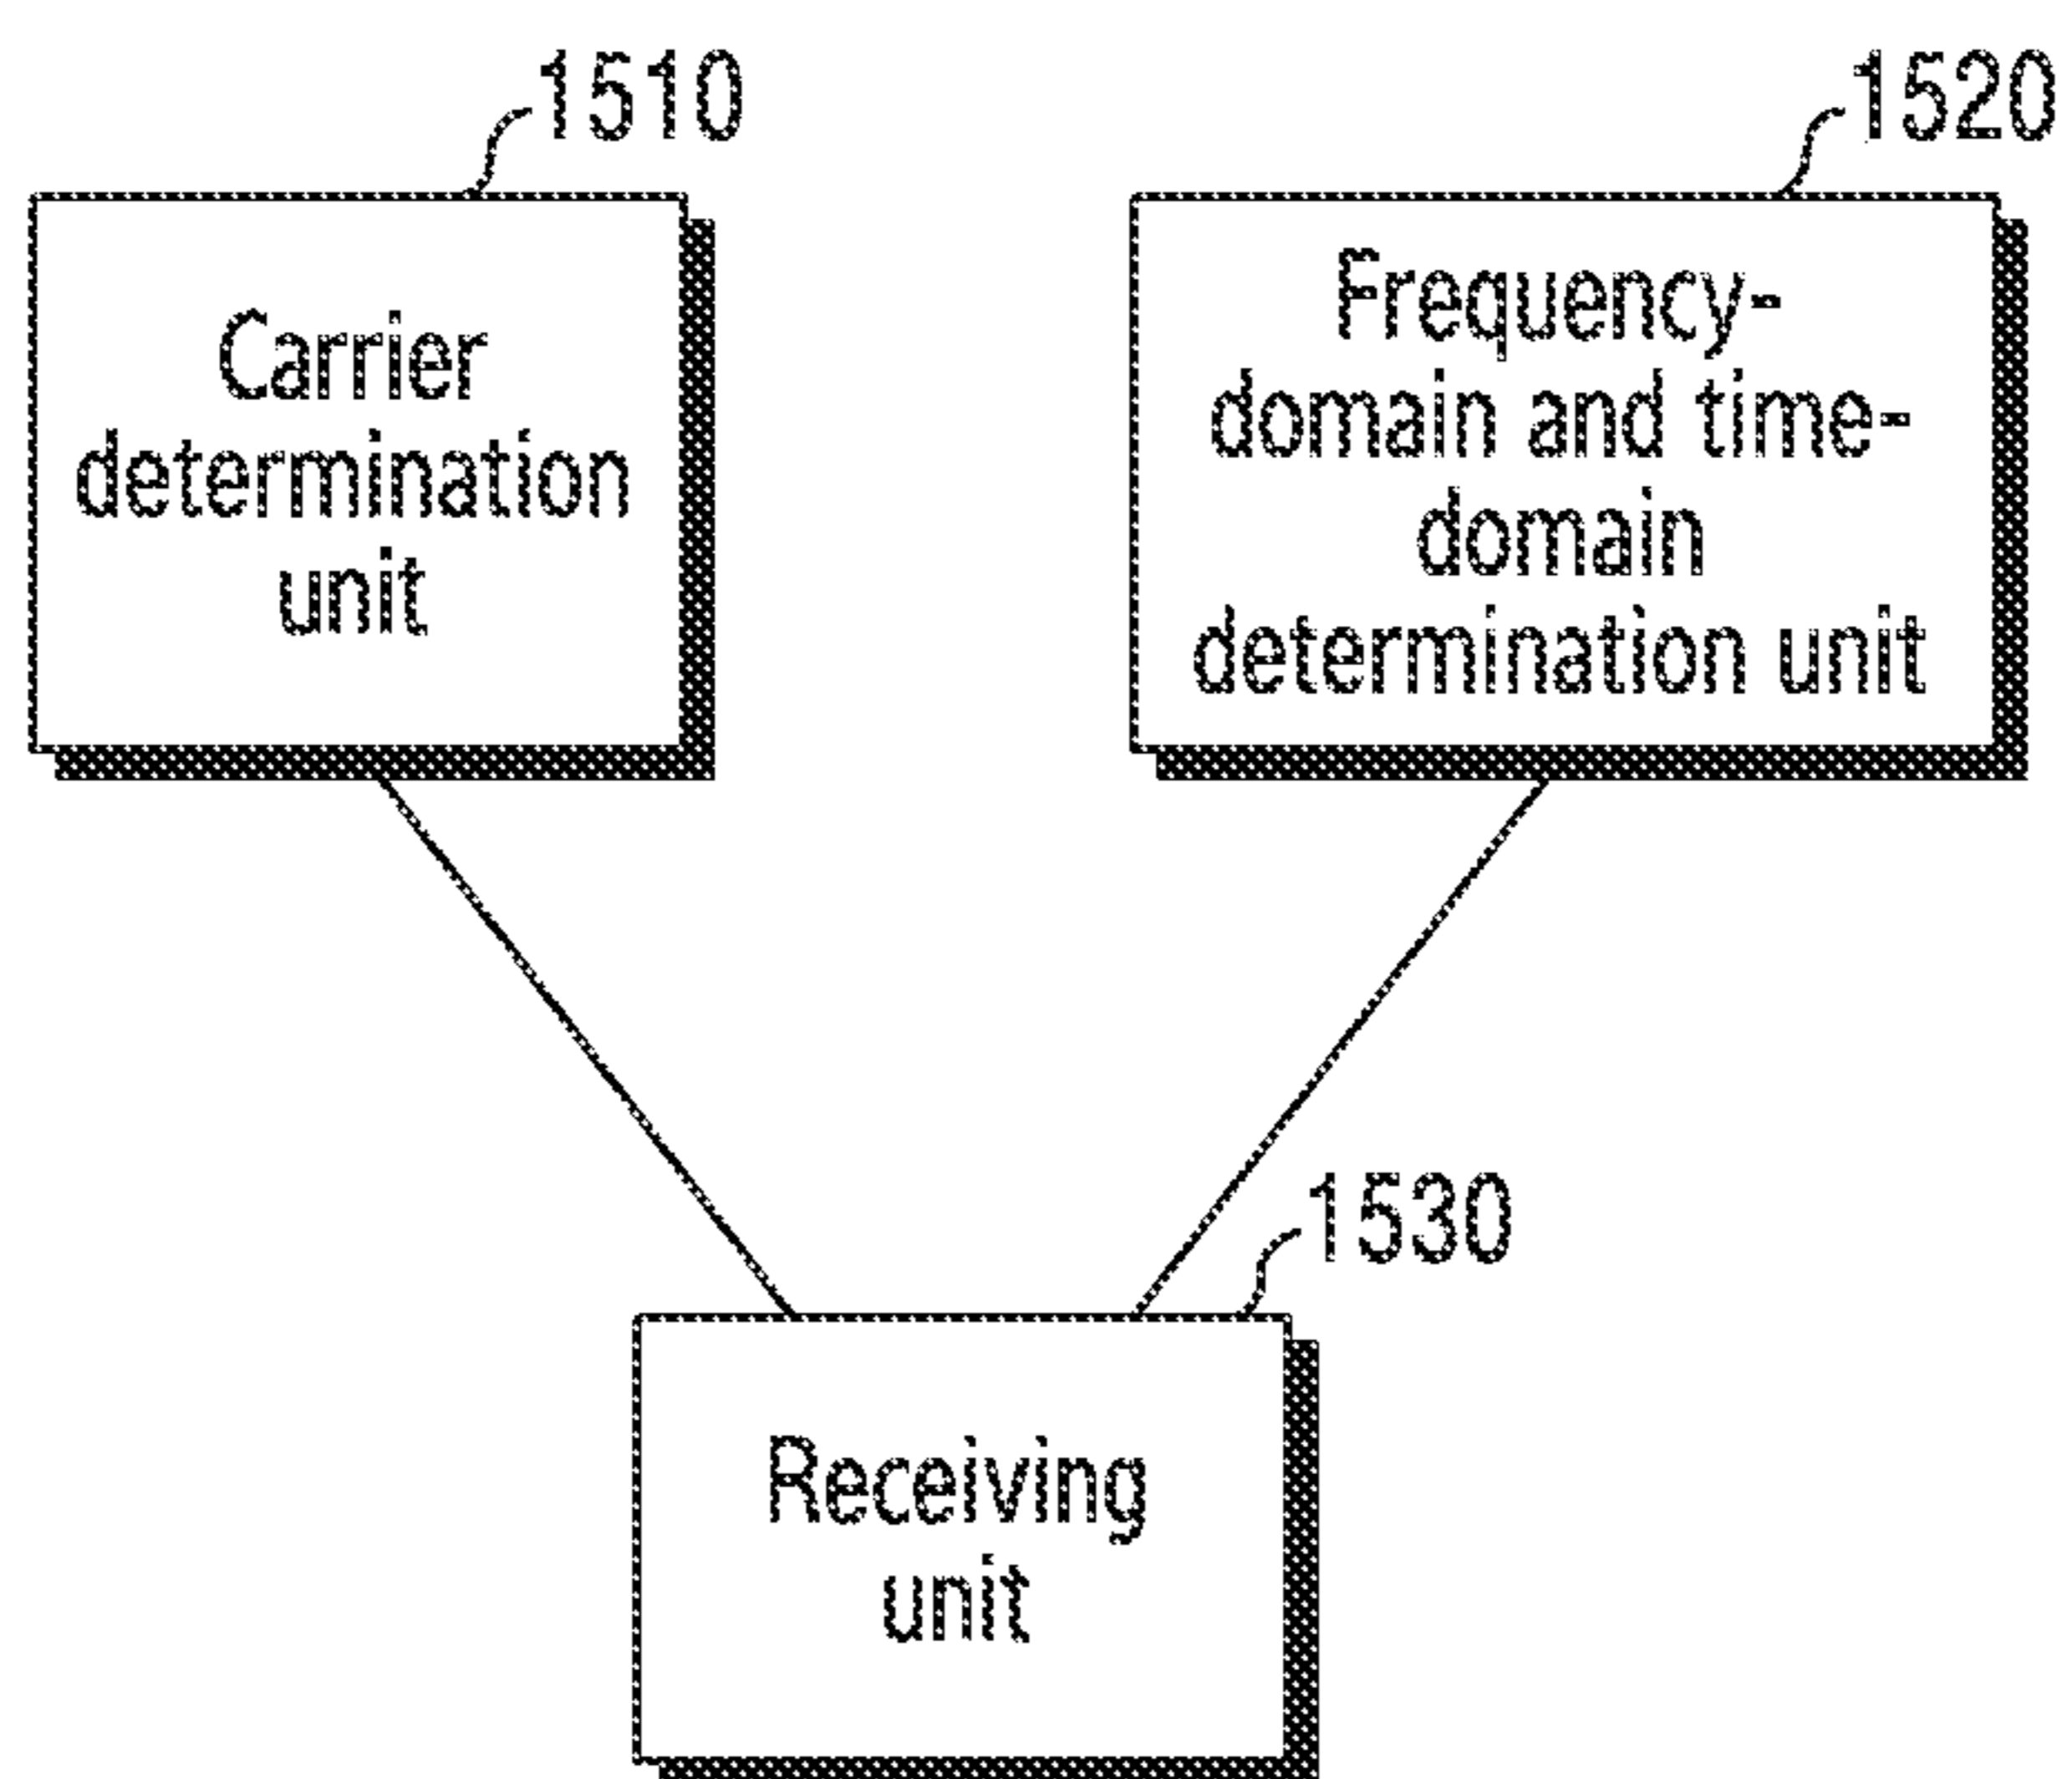 1510
1520
Carrier
determination
unit
Frequency-
domain and time-
domain
determination unit
1530
Receiving
unit